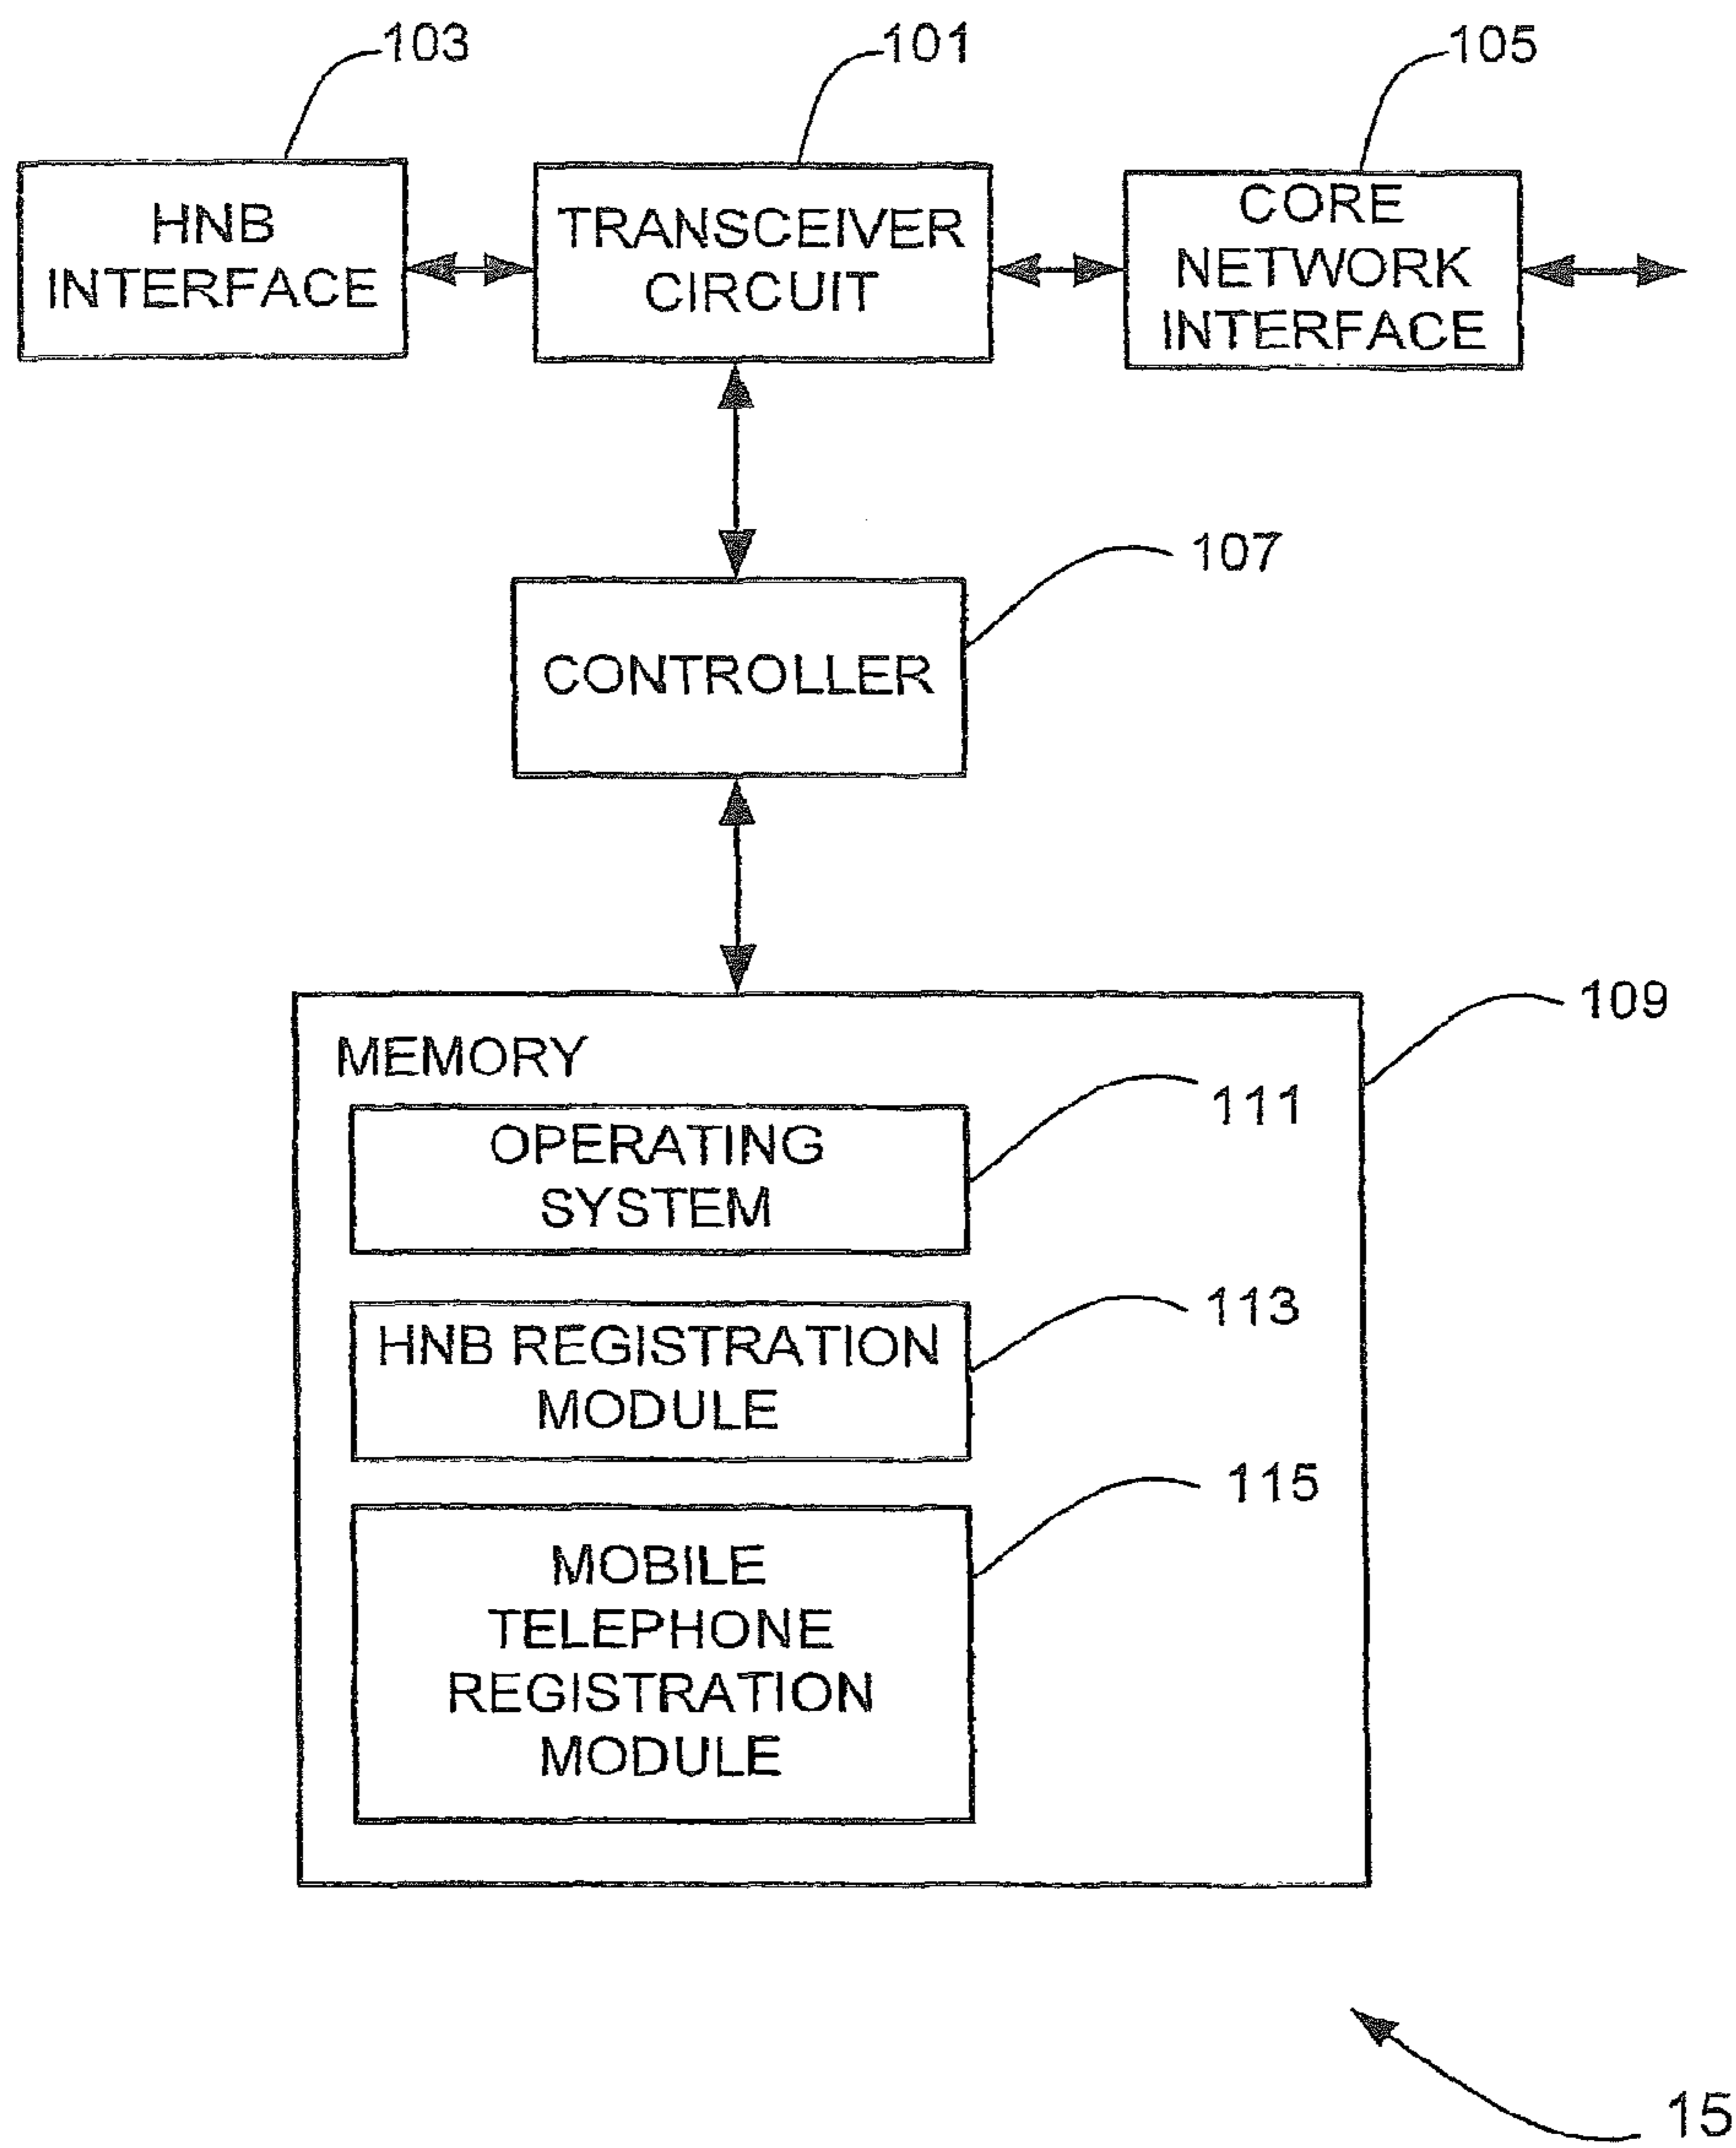 103
101
105
HNB
INTERFACE
TRANSCEIVER
CIRCUIT
CORE
NETWORK
INTERFACE
107
CONTROLLER
109
MEMORY
111
OPERATING
SYSTEM
113
HNB REGISTRATION
MODULE
115
MOBILE
TELEPHONE
REGISTRATION
MODULE
15